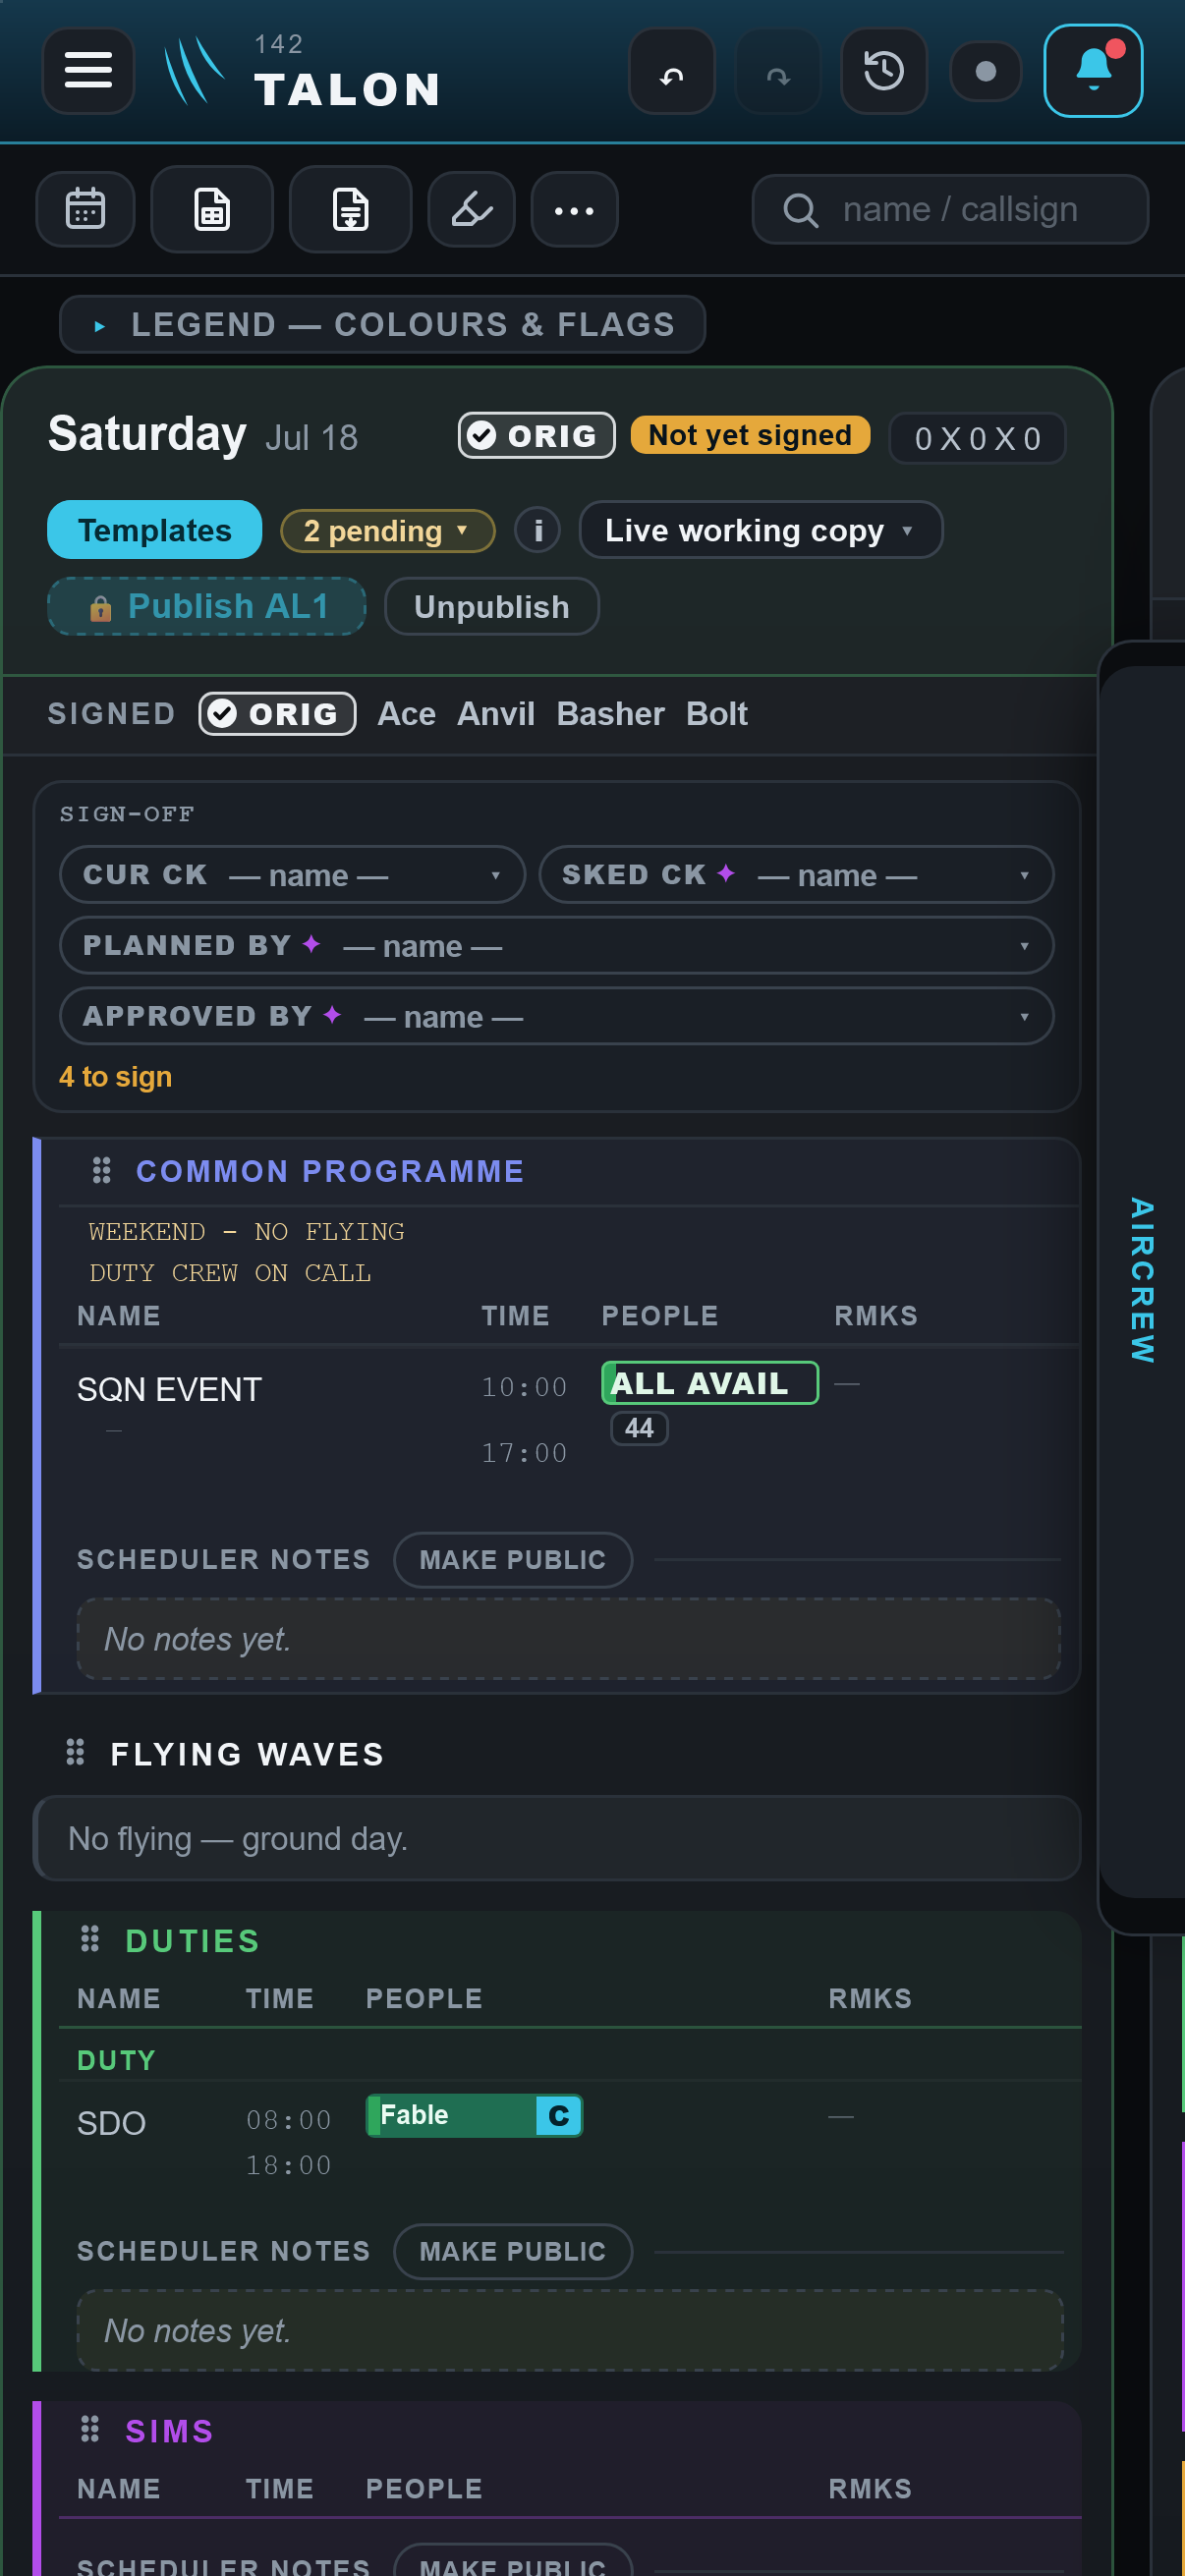 142
TALON
name / callsign
▸ LEGEND — COLOURS & FLAGS
Saturday Jul 18 ORIG Not yet signed 0 X 0 X 0
Templates 2 pending ▾ i Live working copy ▾
🔒 Publish AL1 Unpublish
SIGNED ORIG Ace Anvil Basher Bolt
SIGN-OFF
CUR CK — name — ▾ SKED CK ✦ — name — ▾
PLANNED BY ✦ — name — ▾
APPROVED BY ✦ — name — ▾
4 to sign
COMMON PROGRAMME
WEEKEND - NO FLYING
DUTY CREW ON CALL
NAME TIME PEOPLE RMKS
SQN EVENT 10:00 ALL AVAIL —
— 44
17:00
SCHEDULER NOTES MAKE PUBLIC
No notes yet.
FLYING WAVES
No flying — ground day.
DUTIES
NAME TIME PEOPLE RMKS
DUTY
SDO 08:00 Fable C —
18:00
SCHEDULER NOTES MAKE PUBLIC
No notes yet.
SIMS
NAME TIME PEOPLE RMKS
SCHEDULER NOTES MAKE PUBLIC
AIRCREW